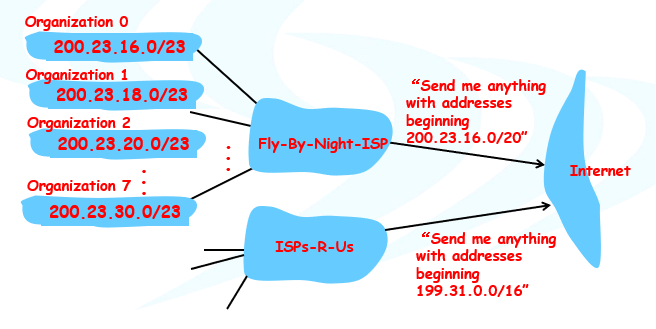 Organization 0
200.23.16.0/23
Organization 1
200.23.18.0/23
Organization 2
200.23.20.0/23
Organization 7
200.23.30.0/23
Fly-By-Night-ISP
“Send me anything
with addresses
beginning
200.23.16.0/20”
Internet
ISPs-R-Us
“Send me anything
with addresses
beginning
199.31.0.0/16”